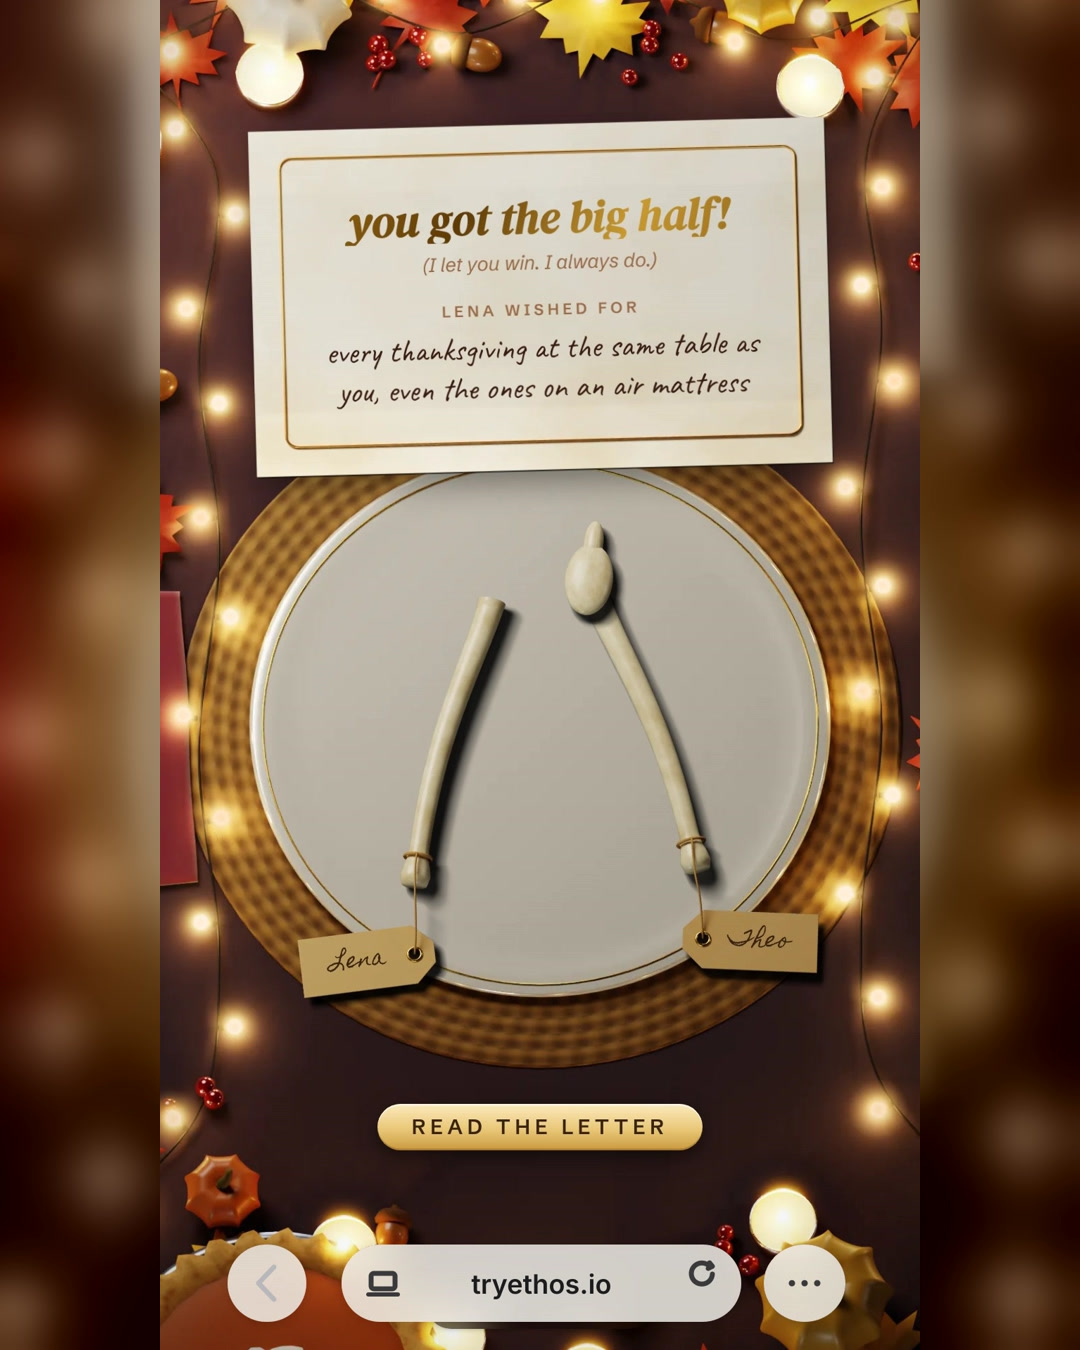 you got the big half!
(I let you win. I always do.)
LENA WISHED FOR
every thanksgiving at the same table as
you, even the ones on an air mattress
Lena
Theo
READ THE LETTER
tryethos.io